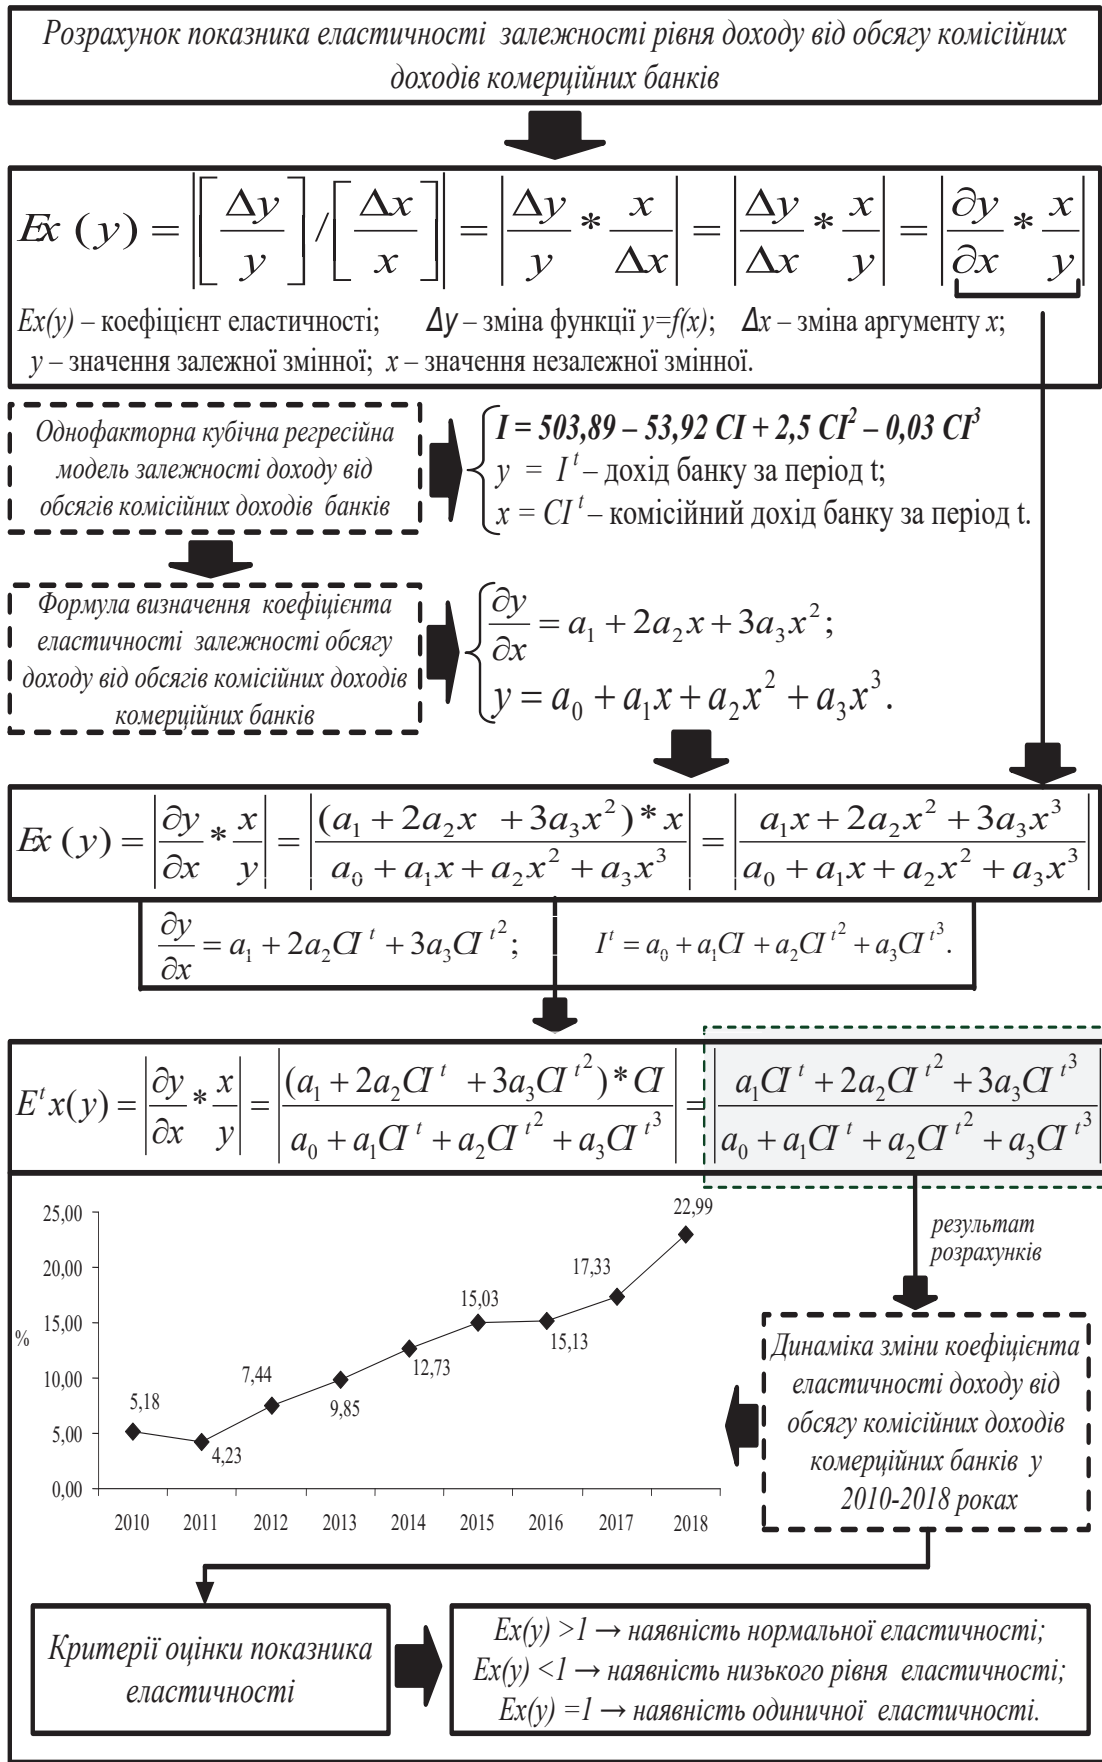 Розрахунок показника еластичності залежності рівня доходу від обсягу комісійних
доходів комерційних банків
Ex (y) = |[Δy/y] / [Δx/x]| = |Δy/y * x/Δx| = |Δy/Δx * x/y| = |∂y/∂x * x/y|
Ex(y) – коефіцієнт еластичності; Δy – зміна функції y=f(x); Δx – зміна аргументу x;
y – значення залежної змінної; x – значення незалежної змінної.
Однофакторна кубічна регресійна
модель залежності доходу від
обсягів комісійних доходів банків
I = 503,89 – 53,92 CI + 2,5 CI² – 0,03 CI³
y = I ᵗ – дохід банку за період t;
x = CI ᵗ – комісійний дохід банку за період t.
Формула визначення коефіцієнта
еластичності залежності обсягу
доходу від обсягів комісійних доходів
комерційних банків
∂y/∂x = a₁ + 2a₂x + 3a₃x²;
y = a₀ + a₁x + a₂x² + a₃x³.
Ex (y) = |∂y/∂x * x/y| = |(a₁ + 2a₂x + 3a₃x²) * x / a₀ + a₁x + a₂x² + a₃x³| = |a₁x + 2a₂x² + 3a₃x³ / a₀ + a₁x + a₂x² + a₃x³|
∂y/∂x = a₁ + 2a₂CI ᵗ + 3a₃CI ᵗ²; Iᵗ = a₀ + a₁CI + a₂CI ᵗ² + a₃CI ᵗ³.
Eᵗx(y) = |∂y/∂x * x/y| = |(a₁ + 2a₂CI ᵗ + 3a₃CI ᵗ²) * CI / a₀ + a₁CI ᵗ + a₂CI ᵗ² + a₃CI ᵗ³| = |a₁CI ᵗ + 2a₂CI ᵗ² + 3a₃CI ᵗ³ / a₀ + a₁CI ᵗ + a₂CI ᵗ² + a₃CI ᵗ³|
25,00
20,00
15,00
10,00
5,00
0,00
%
5,18
4,23
7,44
9,85
12,73
15,03
15,13
17,33
22,99
2010 2011 2012 2013 2014 2015 2016 2017 2018
результат
розрахунків
Динаміка зміни коефіцієнта
еластичності доходу від
обсягу комісійних доходів
комерційних банків у
2010-2018 роках
Критерії оцінки показника
еластичності
Ex(y) >1 → наявність нормальної еластичності;
Ex(y) <1 → наявність низького рівня еластичності;
Ex(y) =1 → наявність одиничної еластичності.